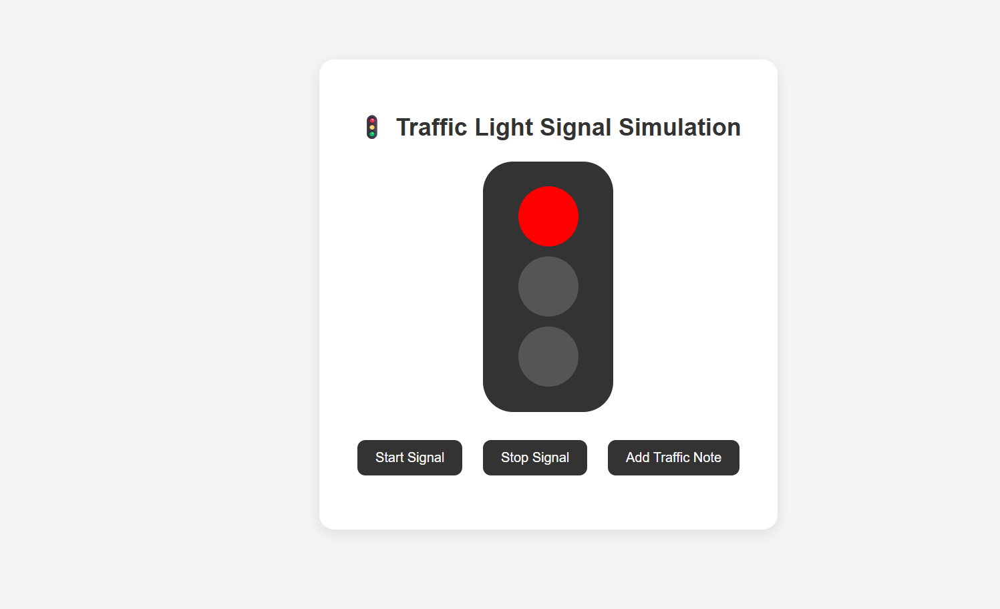 Traffic Light Signal Simulation
Start Signal
Stop Signal
Add Traffic Note